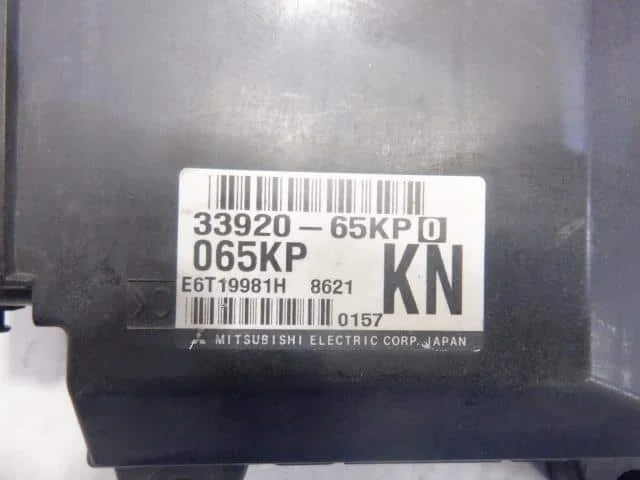 33920-65KP0
065KP
KN
E6T19981H 8621
0157
MITSUBISHI ELECTRIC CORP. JAPAN